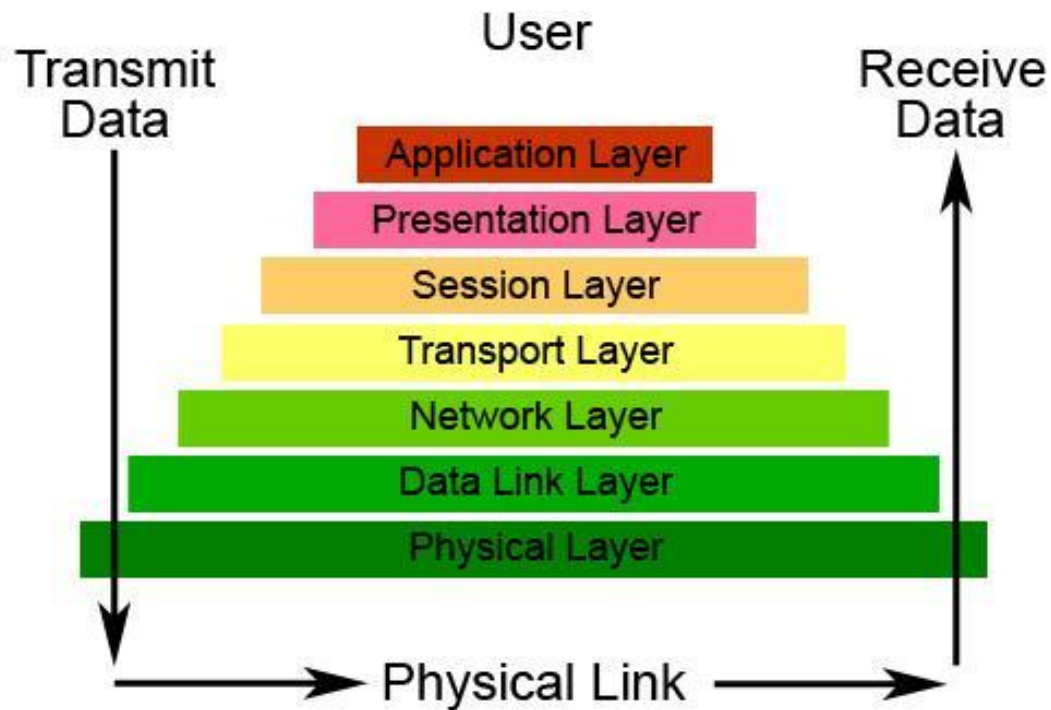 User
Transmit
Data
Receive
Data
Application Layer
Presentation Layer
Session Layer
Transport Layer
Network Layer
Data Link Layer
Physical Layer
Physical Link